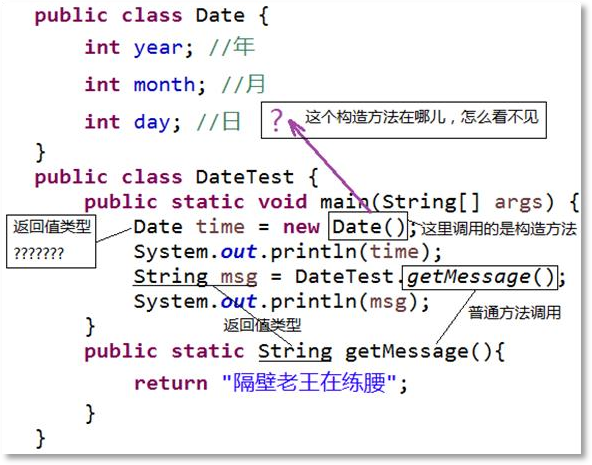 public class Date {
int year; //年
int month; //月
int day; //日
? 这个构造方法在哪儿，怎么看不见
}
public class DateTest {
public static void main(String[] args) {
返回值类型
???????
Date time = new Date();
这里调用的是构造方法
System.out.println(time);
String msg = DateTest.getMessage();
System.out.println(msg);
普通方法调用
}
返回值类型
public static String getMessage(){
return "隔壁老王在练腰";
}
}